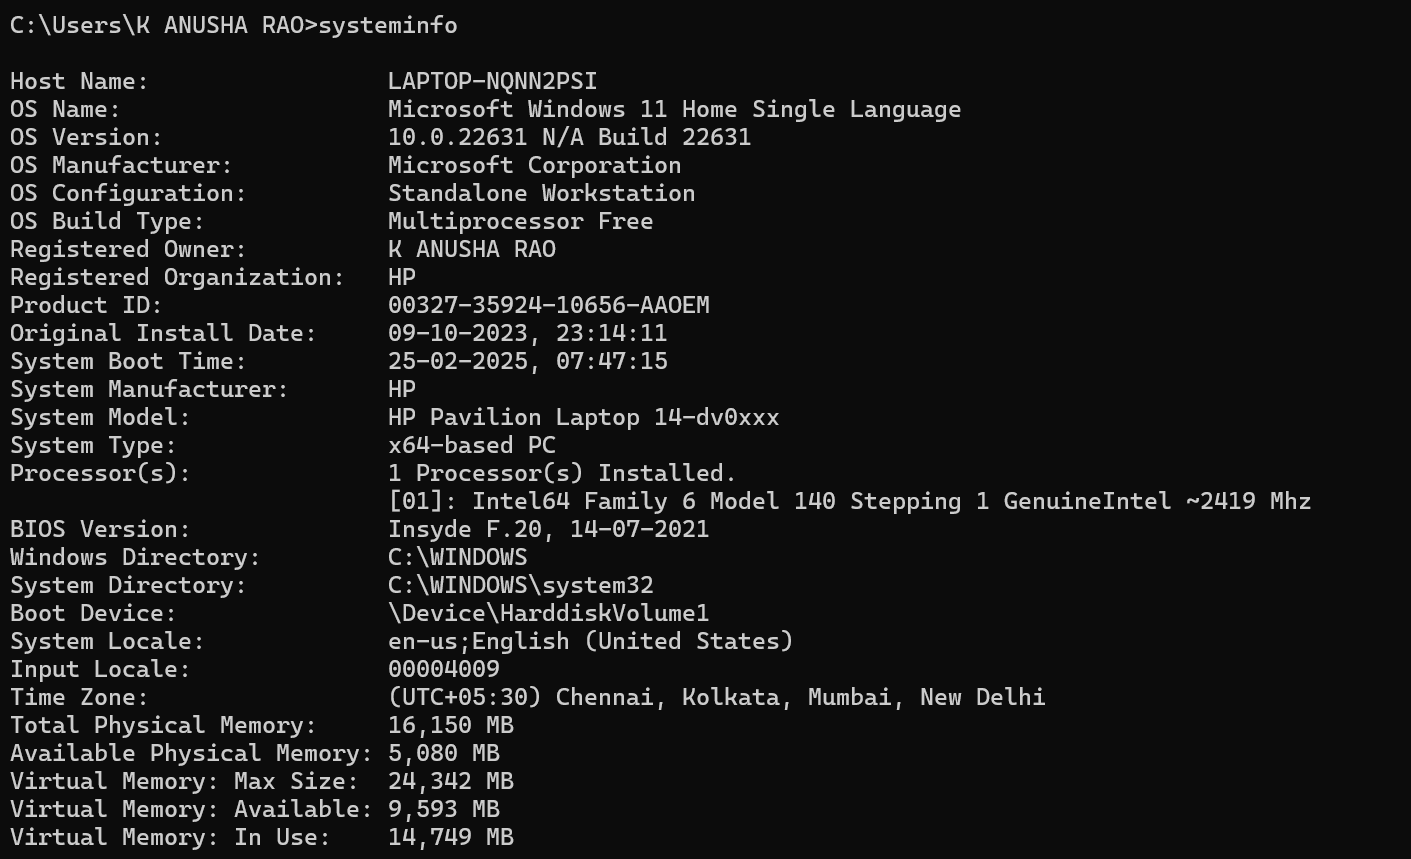 C:\Users\K ANUSHA RAO>systeminfo
Host Name: LAPTOP-NQNN2PSI
OS Name: Microsoft Windows 11 Home Single Language
OS Version: 10.0.22631 N/A Build 22631
OS Manufacturer: Microsoft Corporation
OS Configuration: Standalone Workstation
OS Build Type: Multiprocessor Free
Registered Owner: K ANUSHA RAO
Registered Organization: HP
Product ID: 00327-35924-10656-AAOEM
Original Install Date: 09-10-2023, 23:14:11
System Boot Time: 25-02-2025, 07:47:15
System Manufacturer: HP
System Model: HP Pavilion Laptop 14-dv0xxx
System Type: x64-based PC
Processor(s): 1 Processor(s) Installed.
[01]: Intel64 Family 6 Model 140 Stepping 1 GenuineIntel ~2419 Mhz
BIOS Version: Insyde F.20, 14-07-2021
Windows Directory: C:\WINDOWS
System Directory: C:\WINDOWS\system32
Boot Device: \Device\HarddiskVolume1
System Locale: en-us;English (United States)
Input Locale: 00004009
Time Zone: (UTC+05:30) Chennai, Kolkata, Mumbai, New Delhi
Total Physical Memory: 16,150 MB
Available Physical Memory: 5,080 MB
Virtual Memory: Max Size: 24,342 MB
Virtual Memory: Available: 9,593 MB
Virtual Memory: In Use: 14,749 MB